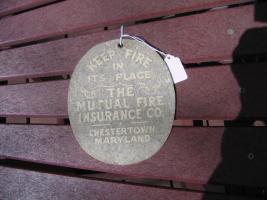 KEEP FIRE
IN
ITS PLACE
THE
MUTUAL FIRE
INSURANCE CO.
CHESTERTOWN
MARYLAND